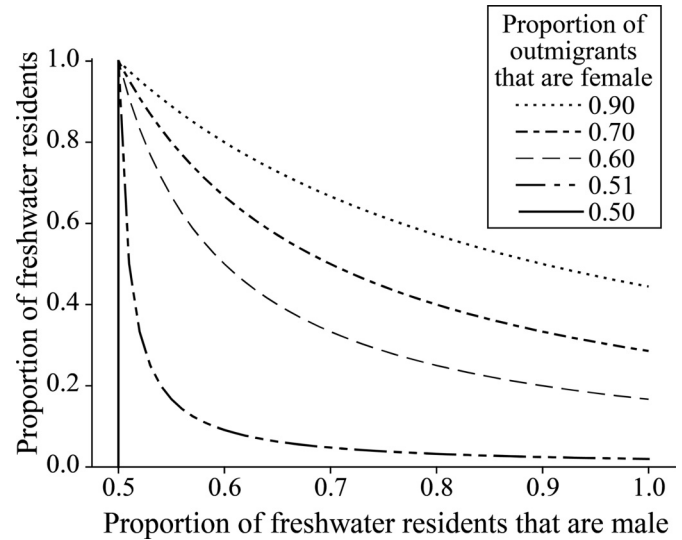 Proportion of
outmigrants
that are female
0.90
0.70
0.60
0.51
0.50
Proportion of freshwater residents
1.0
0.8
0.6
0.4
0.2
0.0
0.5 0.6 0.7 0.8 0.9 1.0
Proportion of freshwater residents that are male